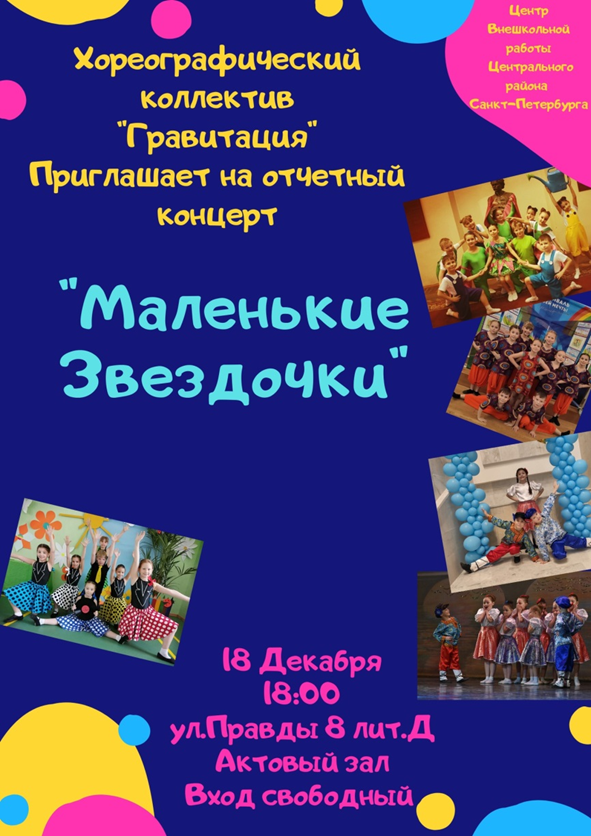 Центр
Внешкольной
работы
Центрального
района
Санкт-Петербурга
Хореографический
коллектив
"Гравитация"
Приглашает на отчетный
концерт
"Маленькие
Звездочки"
18 Декабря
18:00
ул.Правды 8 лит.Д
Актовый зал
Вход свободный